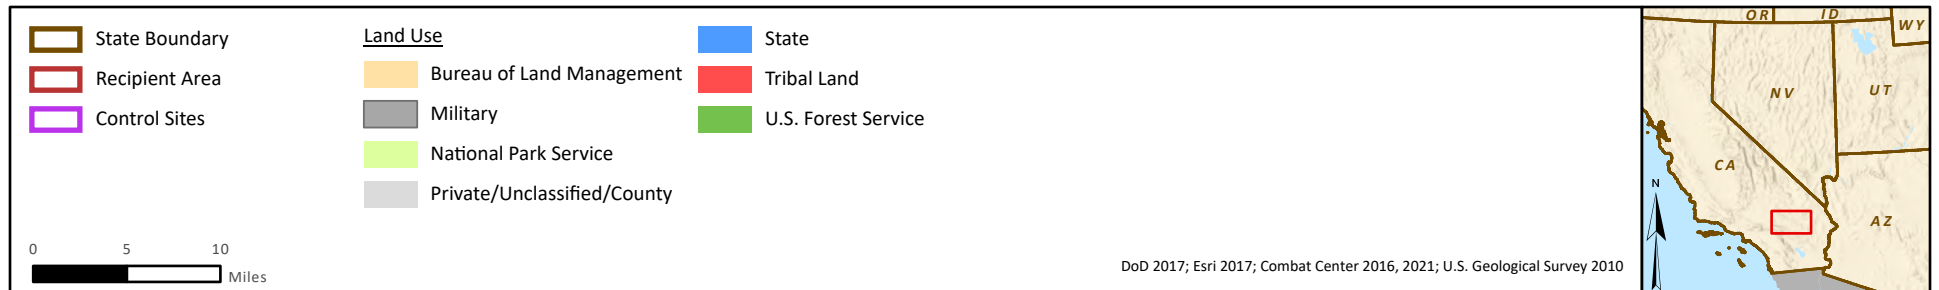 State Boundary
Recipient Area
Control Sites
Land Use
Bureau of Land Management
Military
National Park Service
Private/Unclassified/County
State
Tribal Land
U.S. Forest Service
0 5 10
Miles
DoD 2017; Esri 2017; Combat Center 2016, 2021; U.S. Geological Survey 2010
OR ID
WY
NV
UT
CA
N
AZ